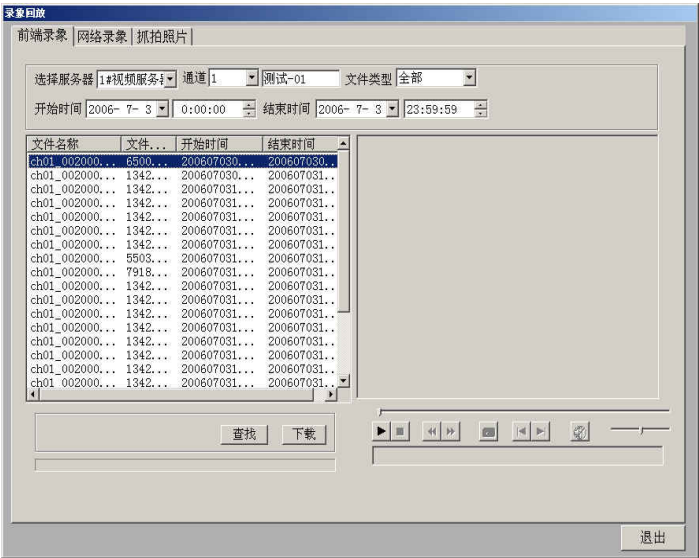 录象回放
前端录象 网络录象 抓拍照片
选择服务器 1#视频服务 通道 1 测试-01 文件类型 全部
开始时间 2006- 7- 3 0:00:00 结束时间 2006- 7- 3 23:59:59
文件名称 文件... 开始时间 结束时间
ch01_002000... 6500... 200607030... 200607030..
ch01_002000... 1342... 200607030... 200607031..
ch01_002000... 1342... 200607031... 200607031..
ch01_002000... 1342... 200607031... 200607031..
ch01_002000... 1342... 200607031... 200607031..
ch01_002000... 1342... 200607031... 200607031..
ch01_002000... 1342... 200607031... 200607031..
ch01_002000... 5503... 200607031... 200607031..
ch01_002000... 7918... 200607031... 200607031..
ch01_002000... 1342... 200607031... 200607031..
ch01_002000... 1342... 200607031... 200607031..
ch01_002000... 1342... 200607031... 200607031..
ch01_002000... 1342... 200607031... 200607031..
ch01_002000... 1342... 200607031... 200607031..
ch01_002000... 1342... 200607031... 200607031..
ch01_002000... 1342... 200607031... 200607031..
ch01_002000... 1342... 200607031... 200607031..
查找 下载
退出